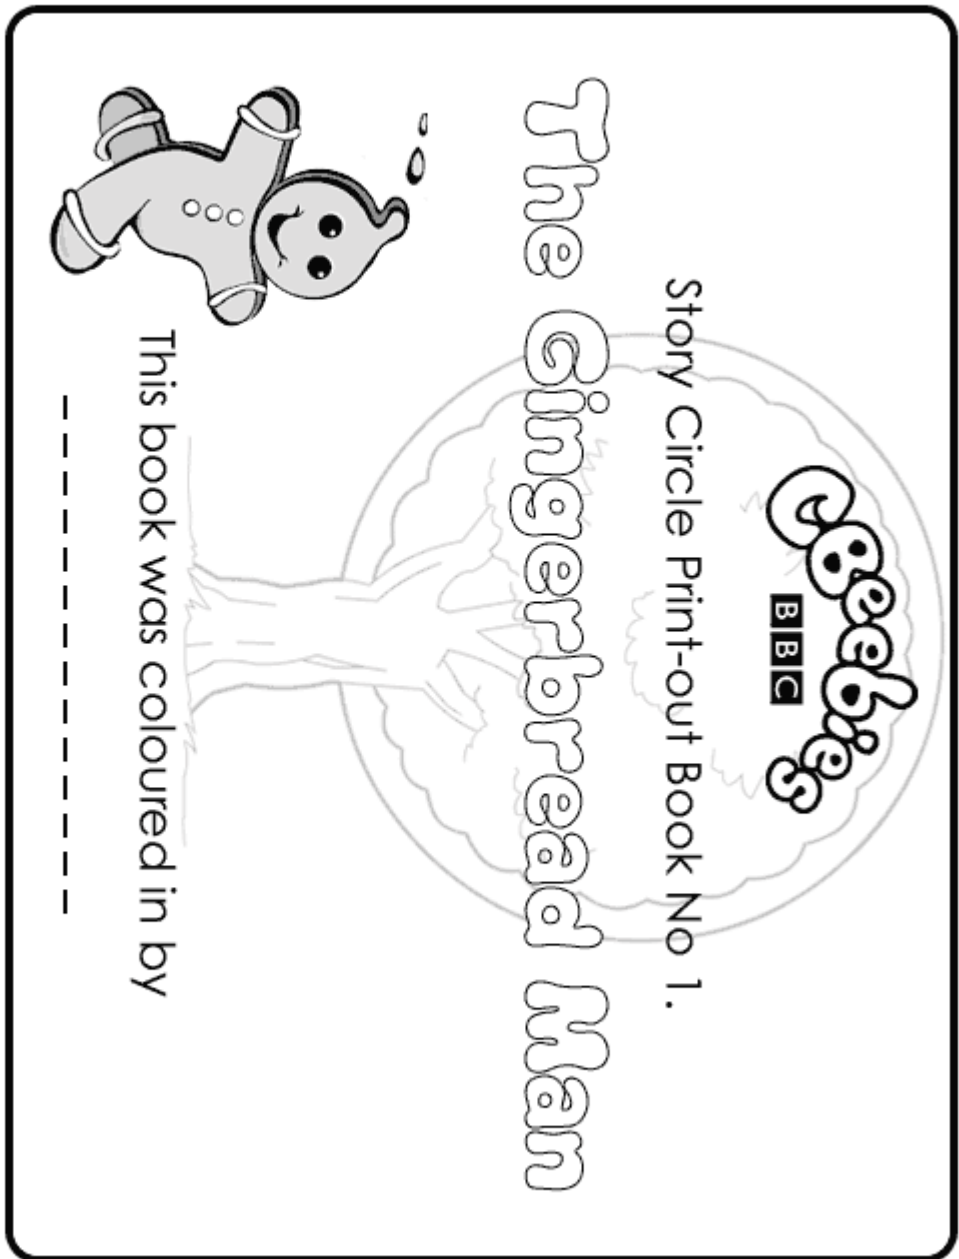 CBeebies
BBC
Story Circle Print-out Book No 1.
The Gingerbread Man
This book was coloured in by